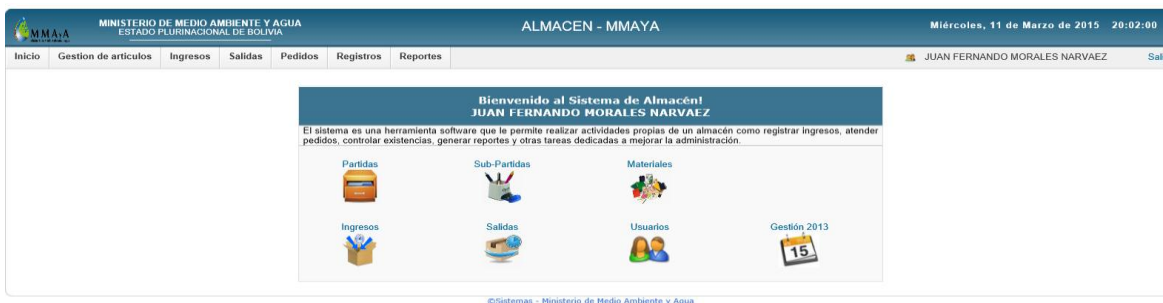 MMAyA
MINISTERIO DE MEDIO AMBIENTE Y AGUA
ESTADO PLURINACIONAL DE BOLIVIA
ALMACEN - MMAYA
Miércoles, 11 de Marzo de 2015 20:02:00
Inicio Gestion de articulos Ingresos Salidas Pedidos Registros Reportes
JUAN FERNANDO MORALES NARVAEZ Sali
Bienvenido al Sistema de Almacén!
JUAN FERNANDO MORALES NARVAEZ
El sistema es una herramienta software que le permite realizar actividades propias de un almacén como registrar ingresos, atender
pedidos, controlar existencias, generar reportes y otras tareas dedicadas a mejorar la administración.
Partidas Sub-Partidas Materiales
Ingresos Salidas Usuarios Gestión 2013
15
©Sistemas - Ministerio de Medio Ambiente y Agua